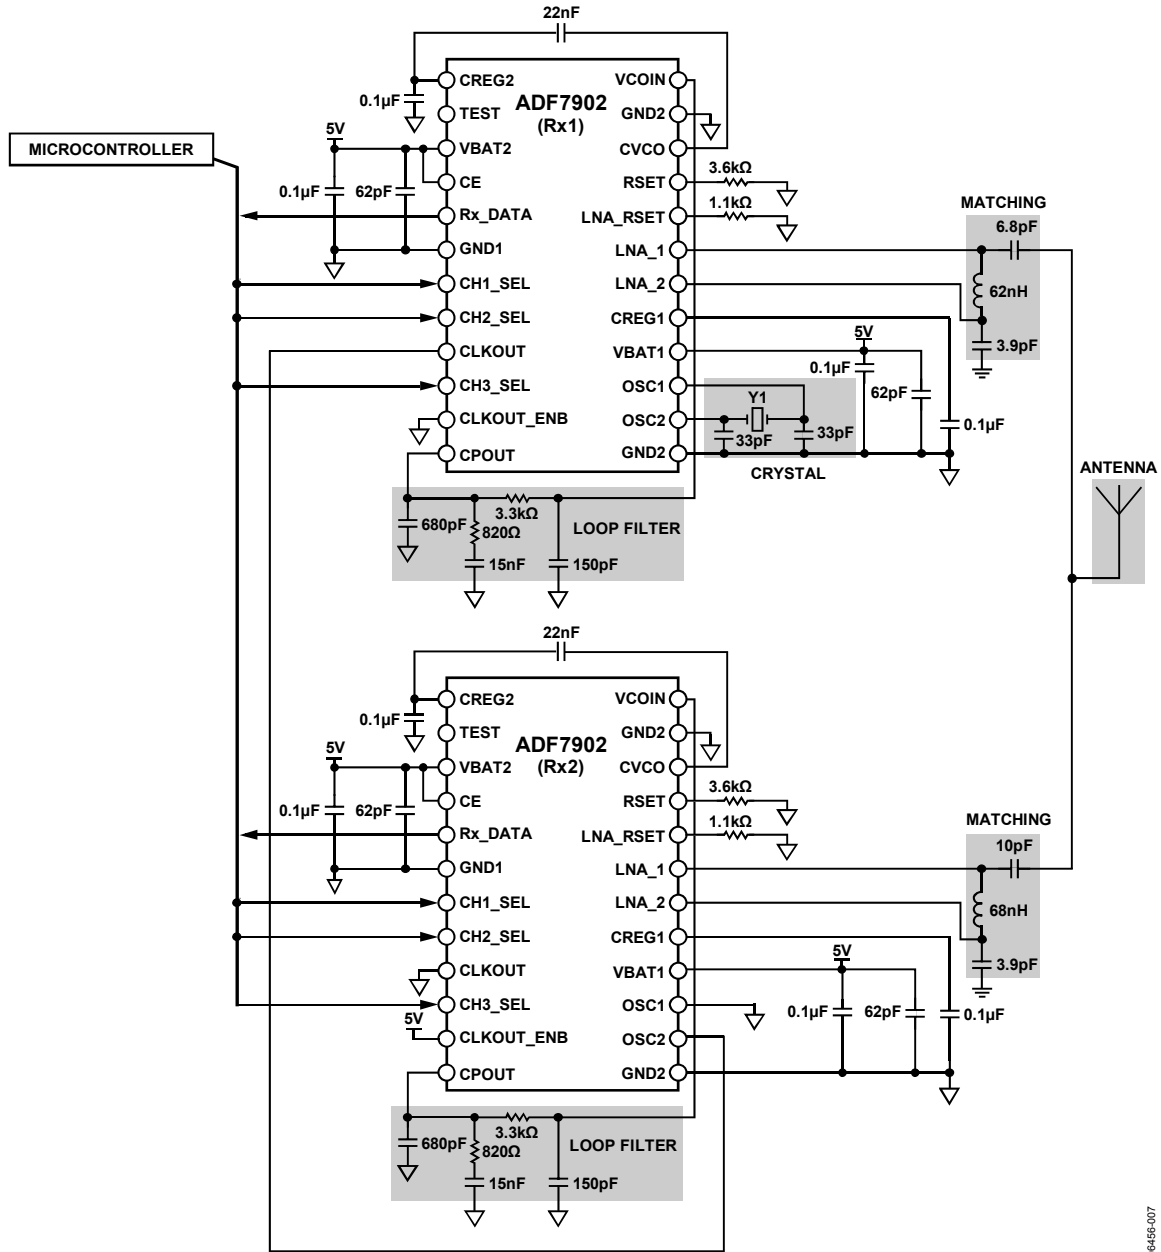 22nF
CREG2
VCOIN
0.1µF
ADF7902
(Rx1)
TEST
GND2
5V
MICROCONTROLLER
VBAT2
CVCO
3.6kΩ
0.1µF
62pF
CE
RSET
1.1kΩ
MATCHING
Rx_DATA
LNA_RSET
6.8pF
GND1
LNA_1
CH1_SEL
LNA_2
62nH
CH2_SEL
CREG1
5V
3.9pF
CLKOUT
VBAT1
0.1µF
CH3_SEL
OSC1
62pF
Y1
CLKOUT_ENB
OSC2
0.1µF
33pF
33pF
CPOUT
GND2
CRYSTAL
ANTENNA
3.3kΩ
680pF
820Ω
LOOP FILTER
15nF
150pF
22nF
CREG2
VCOIN
0.1µF
ADF7902
(Rx2)
TEST
GND2
5V
VBAT2
CVCO
3.6kΩ
0.1µF
62pF
CE
RSET
1.1kΩ
MATCHING
Rx_DATA
LNA_RSET
10pF
GND1
LNA_1
CH1_SEL
LNA_2
68nH
CH2_SEL
CREG1
5V
3.9pF
CLKOUT
VBAT1
CH3_SEL
OSC1
0.1µF
62pF
0.1µF
5V
CLKOUT_ENB
OSC2
CPOUT
GND2
3.3kΩ
680pF
820Ω
LOOP FILTER
15nF
150pF
6456-007